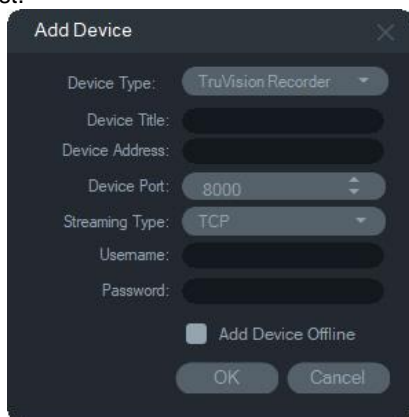 Add Device
Device Type: TruVision Recorder
Device Title:
Device Address:
Device Port: 8000
Streaming Type: TCP
Username:
Password:
Add Device Offline
OK Cancel